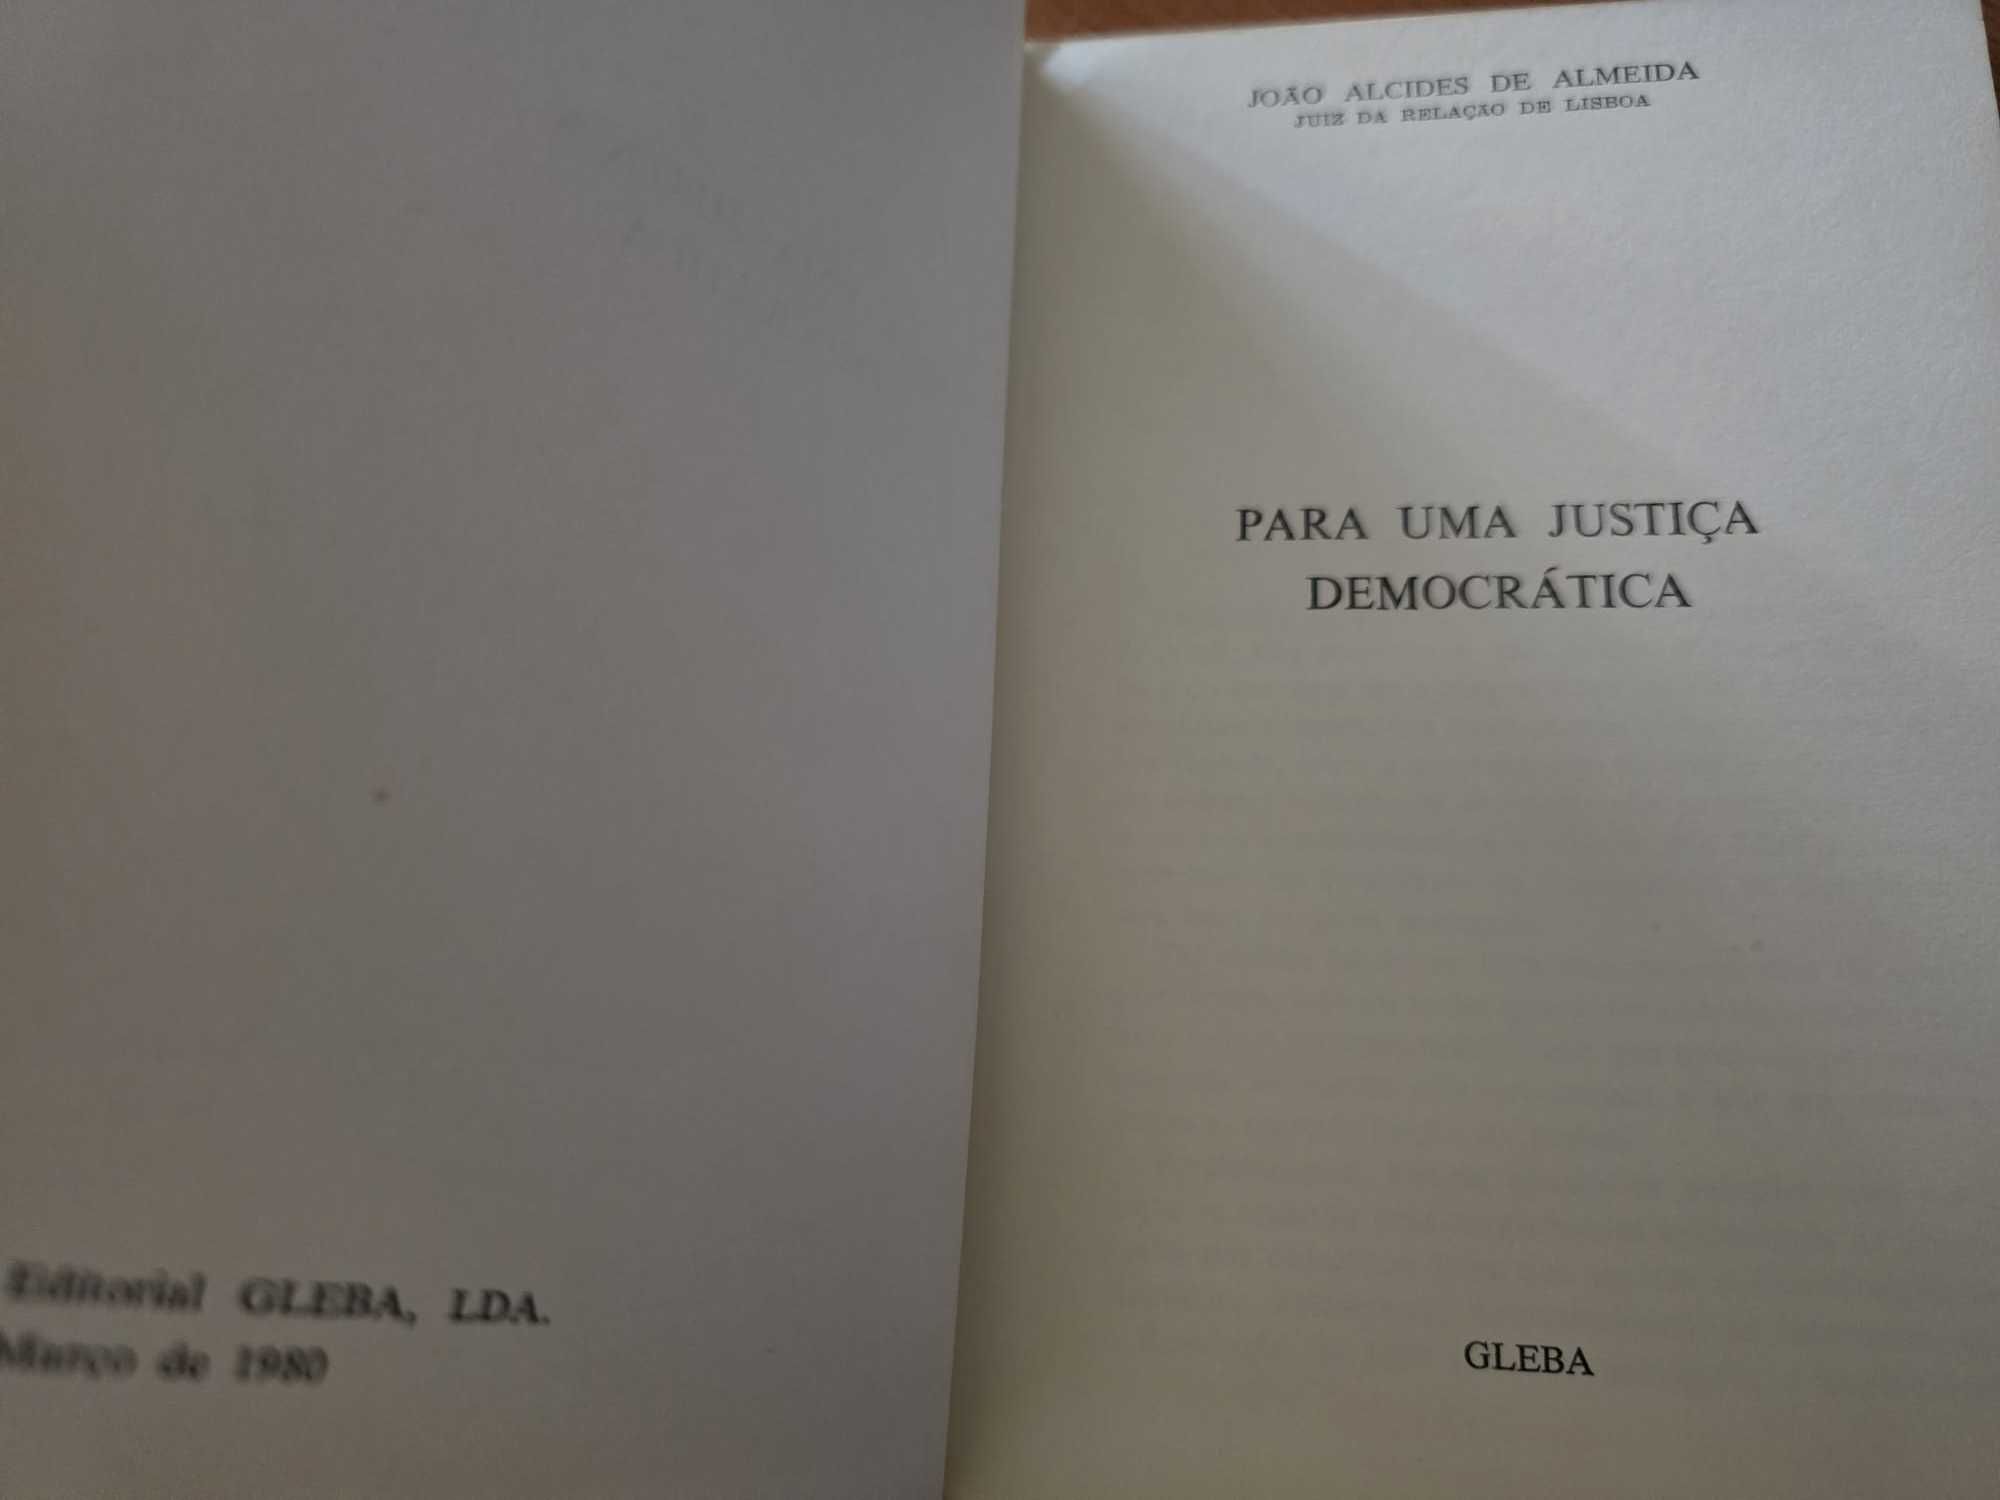 Editorial GLEBA, LDA.
Março de 1980
JOÃO ALCIDES DE ALMEIDA
JUIZ DA RELAÇÃO DE LISBOA
PARA UMA JUSTIÇA
DEMOCRÁTICA
GLEBA